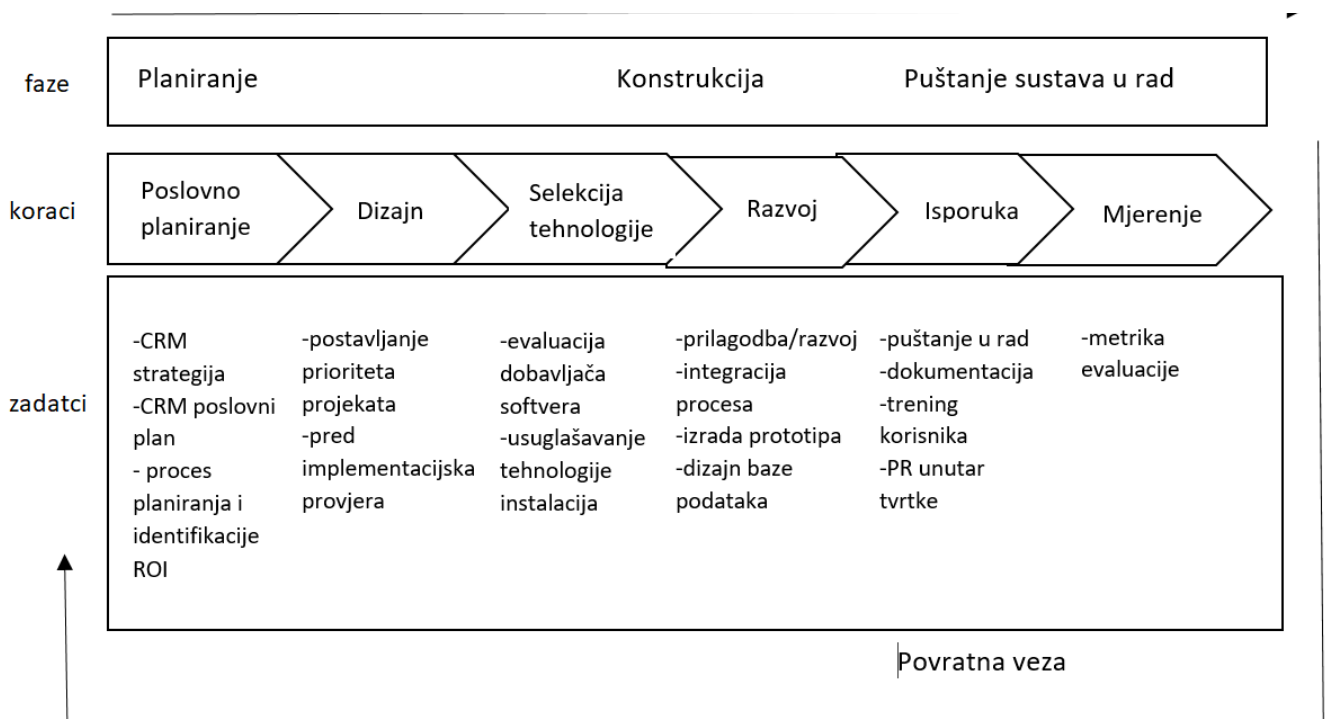 faze
Planiranje
Konstrukcija
Puštanje sustava u rad
koraci
Poslovno
planiranje
Dizajn
Selekcija
tehnologije
Razvoj
Isporuka
Mjerenje
zadatci
-CRM
strategija
-CRM poslovni
plan
- proces
planiranja i
identifikacije
ROI
-postavljanje
prioriteta
projekata
-pred
implementacijska
provjera
-evaluacija
dobavljača
softvera
-usuglašavanje
tehnologije
instalacija
-prilagodba/razvoj
-integracija
procesa
-izrada prototipa
-dizajn baze
podataka
-puštanje u rad
-dokumentacija
-trening
korisnika
-PR unutar
tvrtke
-metrika
evaluacije
Povratna veza